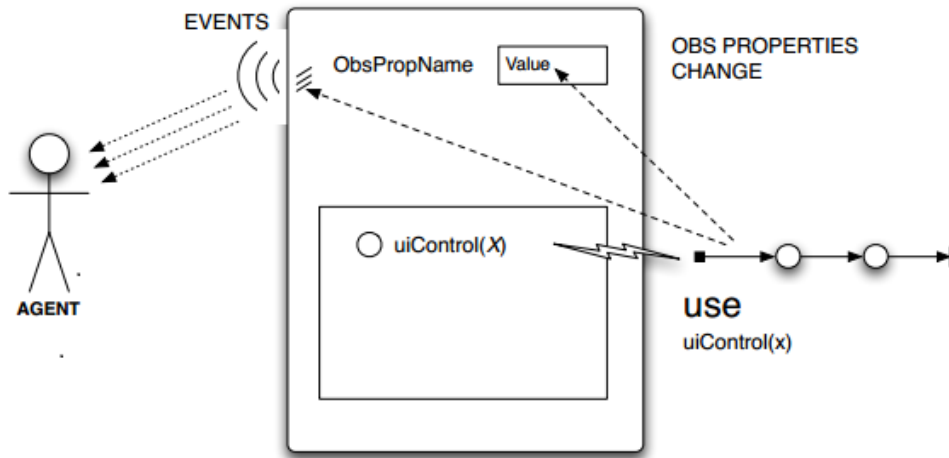 EVENTS
ObsPropName
Value
OBS PROPERTIES
CHANGE
uiControl(X)
AGENT
use
uiControl(x)